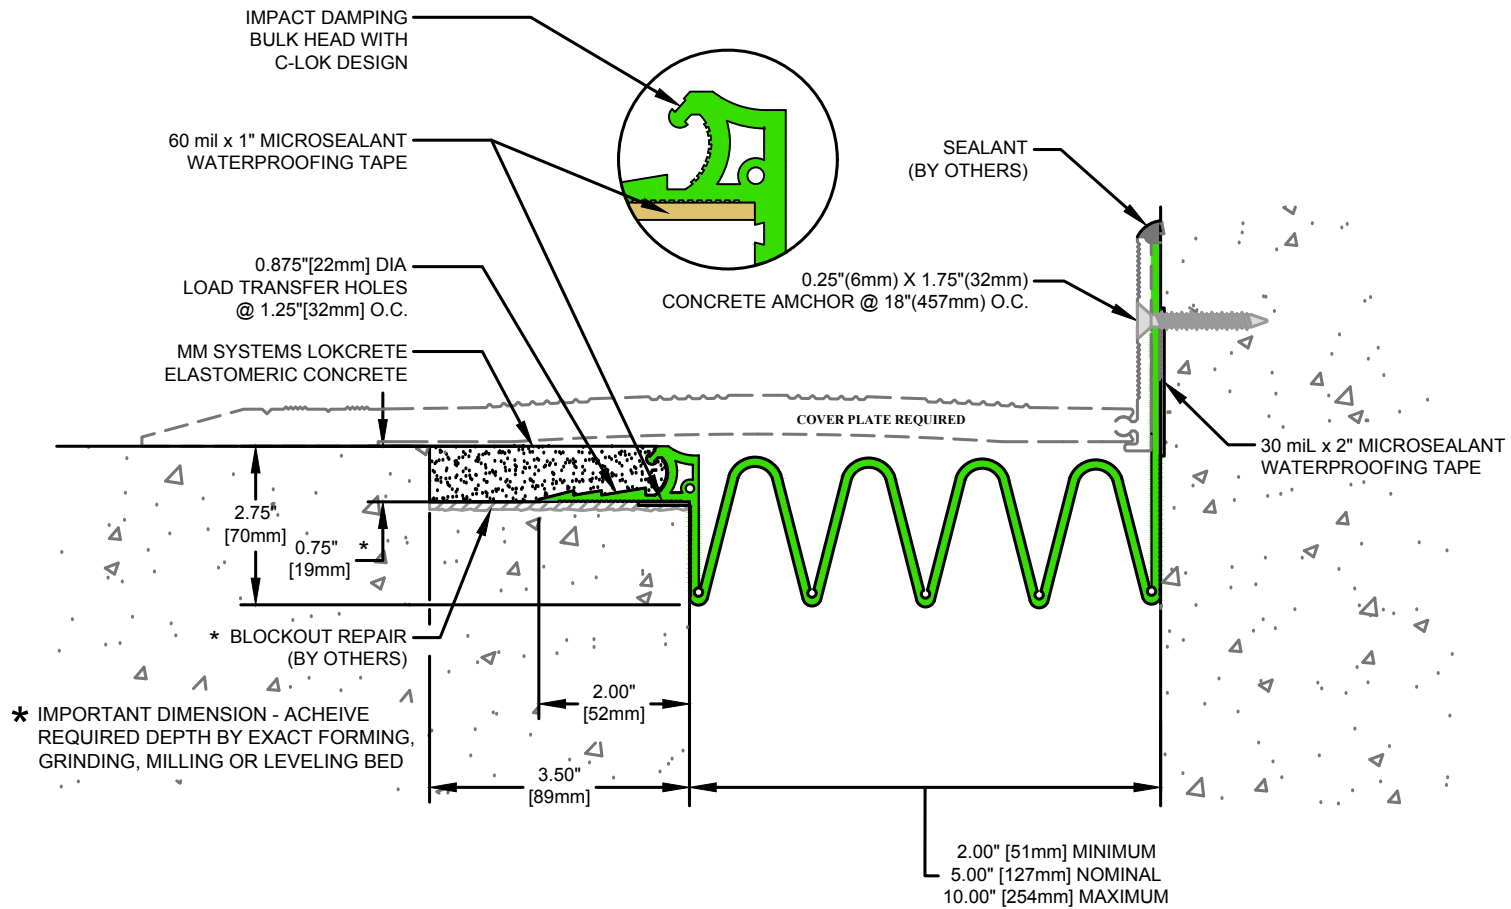 IMPACT DAMPING
BULK HEAD WITH
C-LOK DESIGN
60 mil x 1" MICROSEALANT
WATERPROOFING TAPE
SEALANT
(BY OTHERS)
0.875"[22mm] DIA
LOAD TRANSFER HOLES
@ 1.25"[32mm] O.C.
0.25"(6mm) X 1.75"(32mm)
CONCRETE AMCHOR @ 18"(457mm) O.C.
MM SYSTEMS LOKCRETE
ELASTOMERIC CONCRETE
COVER PLATE REQUIRED
30 miL x 2" MICROSEALANT
WATERPROOFING TAPE
2.75"
[70mm]
0.75" *
[19mm]
* BLOCKOUT REPAIR
(BY OTHERS)
2.00"
[52mm]
* IMPORTANT DIMENSION - ACHEIVE
REQUIRED DEPTH BY EXACT FORMING,
GRINDING, MILLING OR LEVELING BED
3.50"
[89mm]
2.00" [51mm] MINIMUM
5.00" [127mm] NOMINAL
10.00" [254mm] MAXIMUM